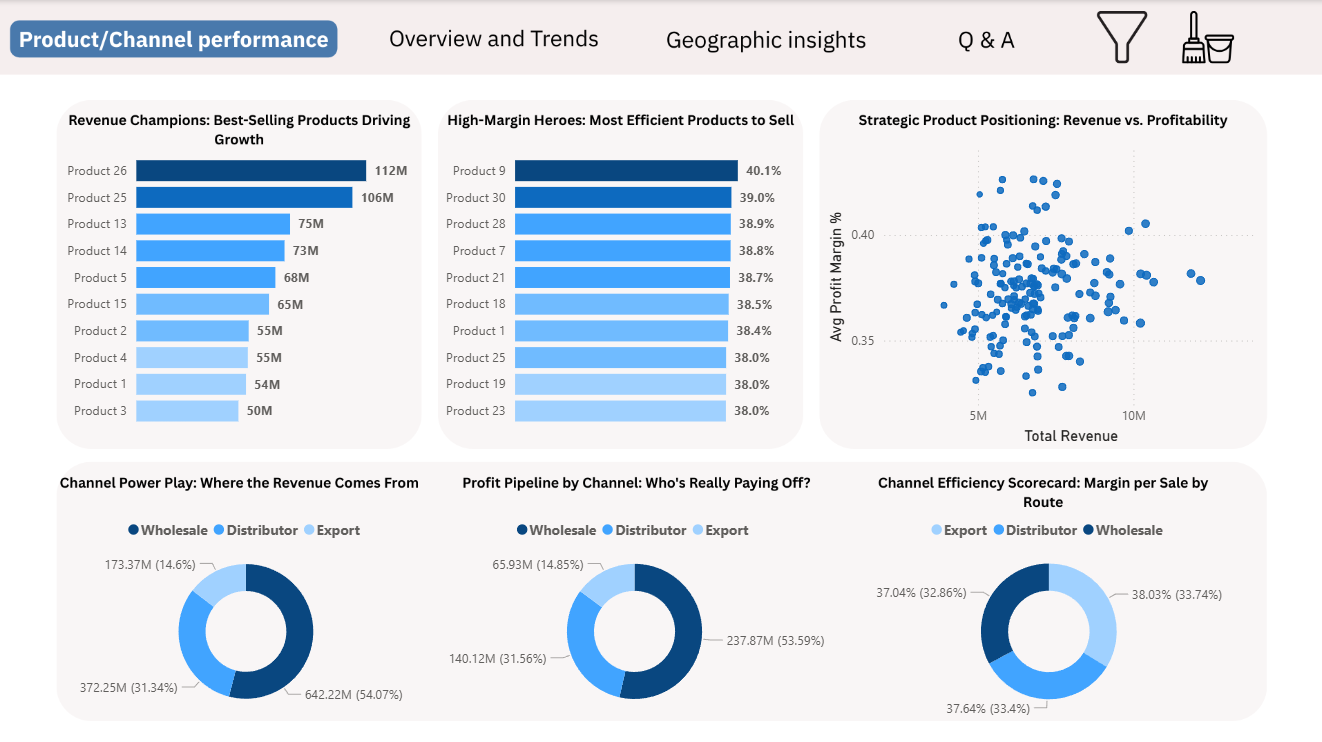 Product/Channel performance
Overview and Trends
Geographic insights
Q & A
Revenue Champions: Best-Selling Products Driving
Growth
Product 26 112M
Product 25 106M
Product 13 75M
Product 14 73M
Product 5 68M
Product 15 65M
Product 2 55M
Product 4 55M
Product 1 54M
Product 3 50M
High-Margin Heroes: Most Efficient Products to Sell
Product 9 40.1%
Product 30 39.0%
Product 28 38.9%
Product 7 38.8%
Product 21 38.7%
Product 18 38.5%
Product 1 38.4%
Product 25 38.0%
Product 19 38.0%
Product 23 38.0%
Strategic Product Positioning: Revenue vs. Profitability
Avg Profit Margin %
0.40
0.35
5M 10M
Total Revenue
Channel Power Play: Where the Revenue Comes From
Wholesale Distributor Export
173.37M (14.6%)
372.25M (31.34%)
642.22M (54.07%)
Profit Pipeline by Channel: Who's Really Paying Off?
Wholesale Distributor Export
65.93M (14.85%)
237.87M (53.59%)
140.12M (31.56%)
Channel Efficiency Scorecard: Margin per Sale by
Route
Export Distributor Wholesale
37.04% (32.86%)
38.03% (33.74%)
37.64% (33.4%)